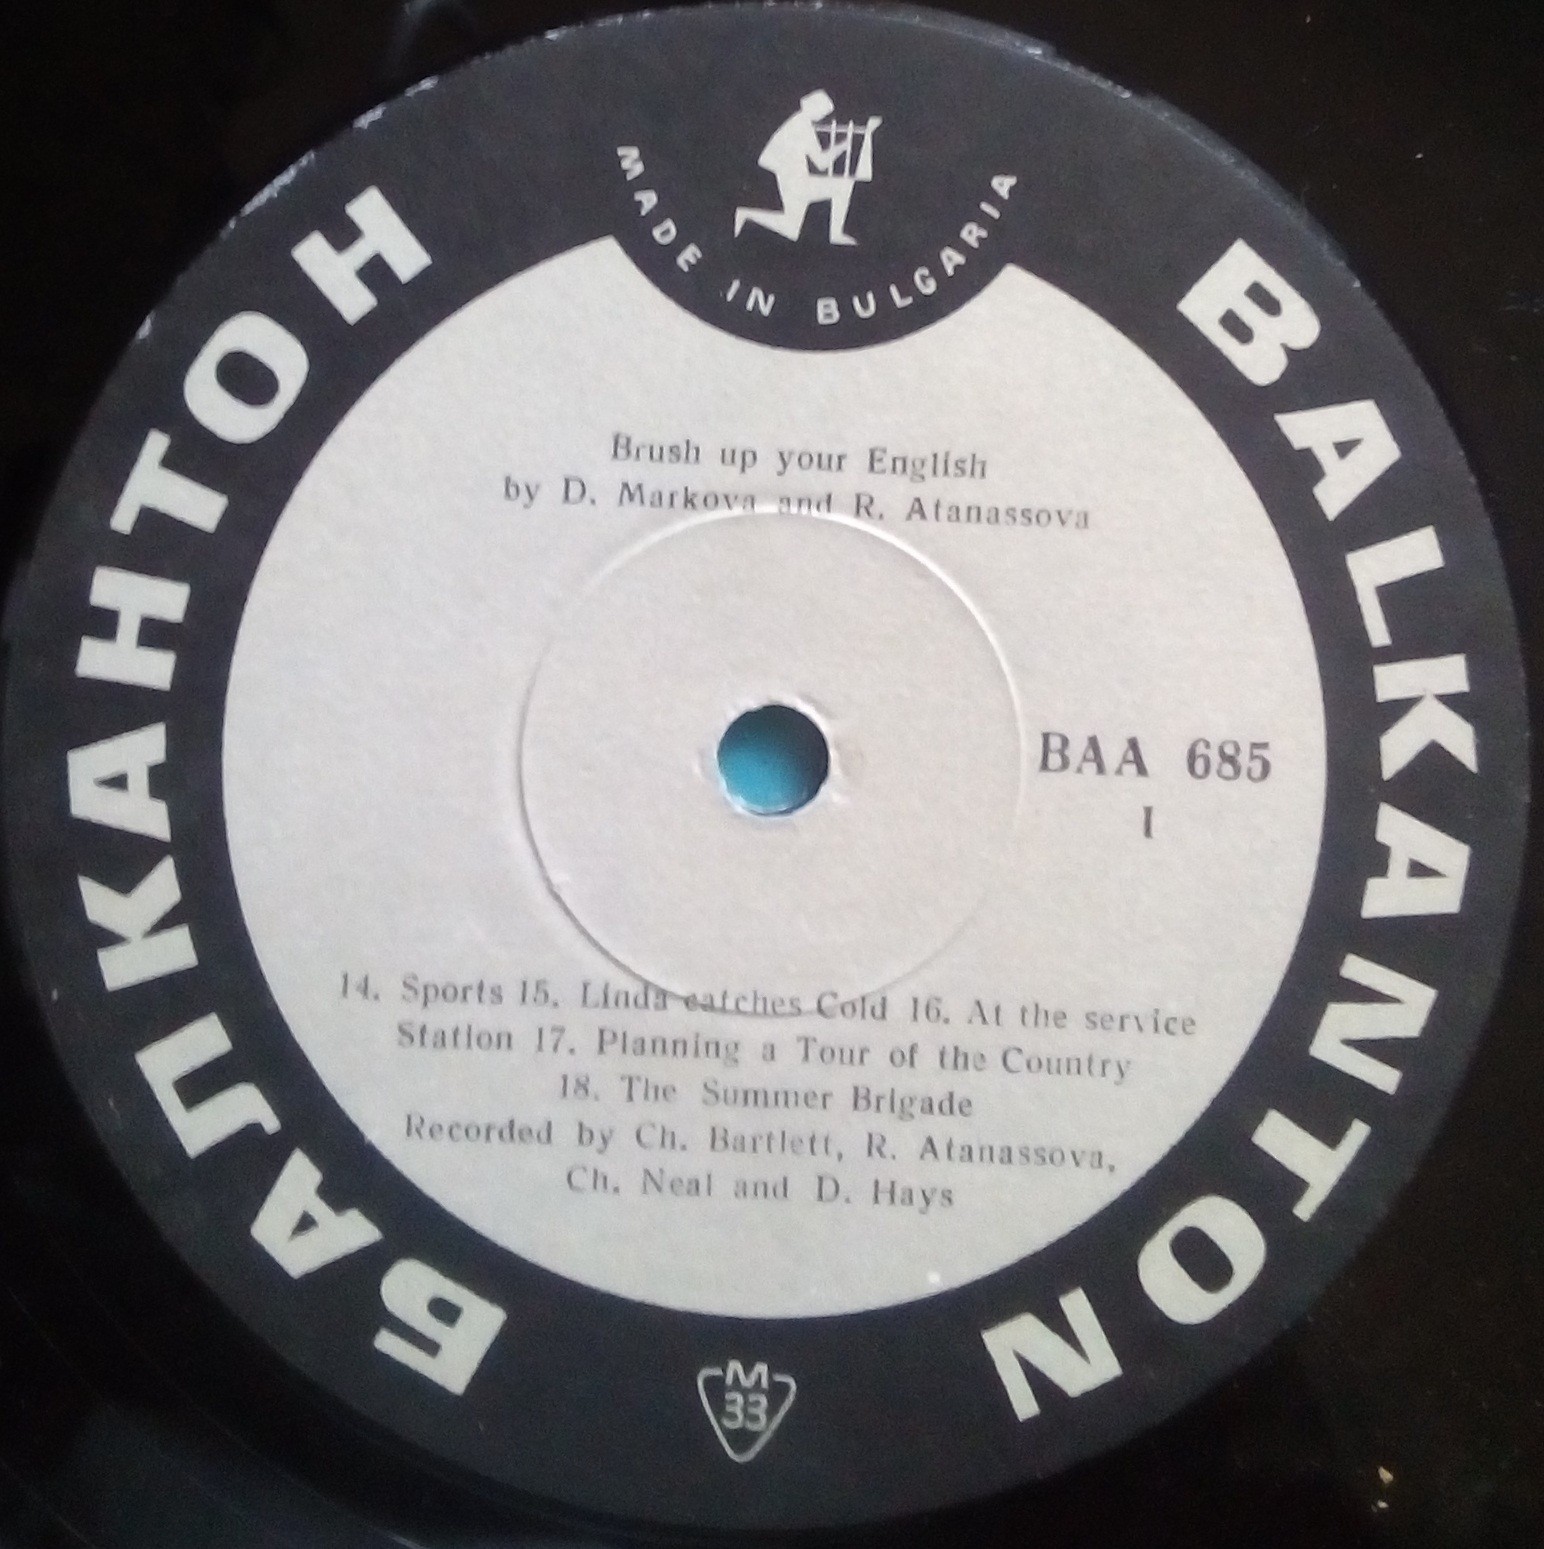 MADE IN BULGARIA
БАЛКАНТОН
BALKANTON
Brush up your English
by D. Markova and R. Atanassova
BAA 685
I
14. Sports 15. Linda catches Cold 16. At the service
Station 17. Planning a Tour of the Country
18. The Summer Brigade
Recorded by Ch. Bartlett, R. Atanassova,
Ch. Neal and D. Hays
M
33